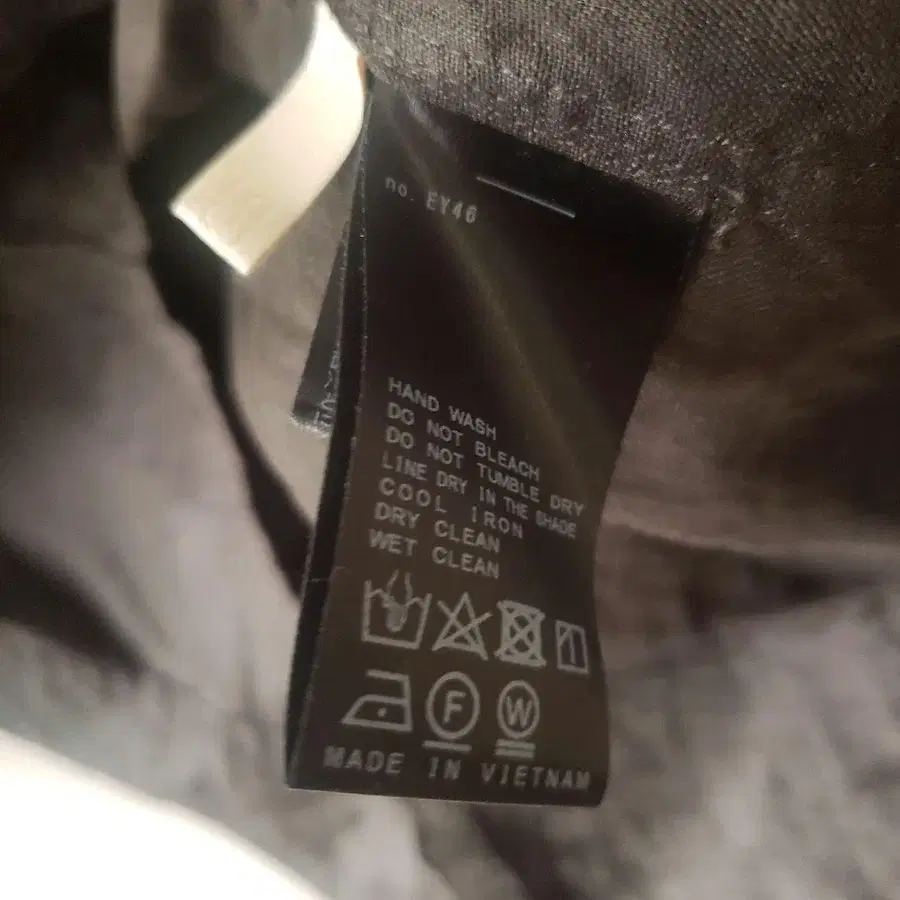 no. EY46
HAND WASH
DO NOT BLEACH
DO NOT TUMBLE DRY
LINE DRY IN THE SHADE
COOL IRON
DRY CLEAN
WET CLEAN
F
W
MADE IN VIETNAM